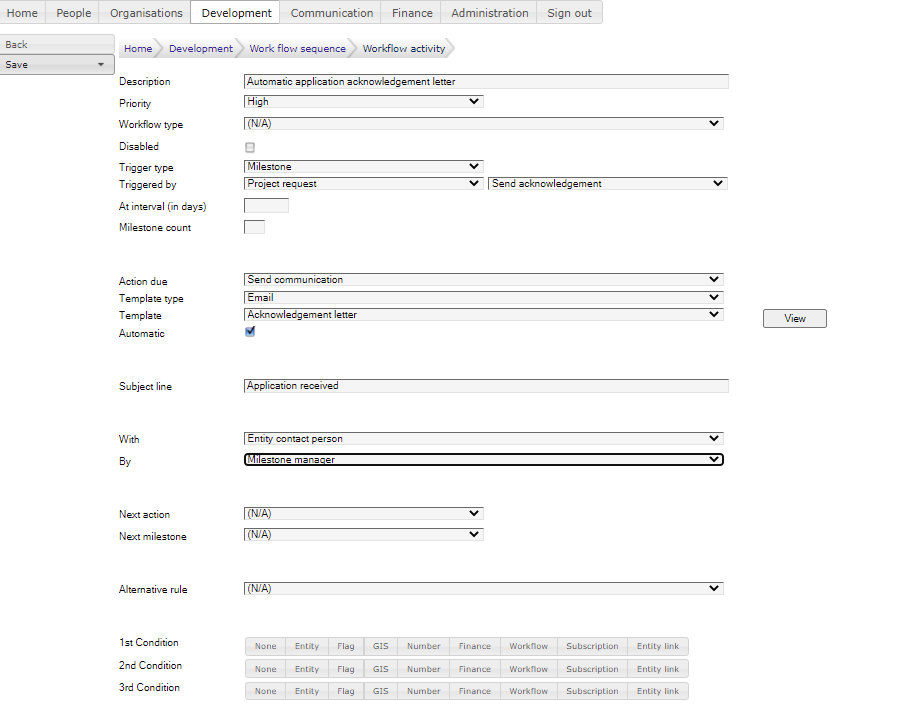 Home People Organisations Development Communication Finance Administration Sign out
Back
Save
Home Development Work flow sequence Workflow activity
Description Automatic application acknowledgement letter
Priority High
Workflow type (N/A)
Disabled
Trigger type Milestone
Triggered by Project request Send acknowledgement
At interval (in days)
Milestone count
Action due Send communication
Template type Email
Template Acknowledgement letter View
Automatic
Subject line Application received
With Entity contact person
By Milestone manager
Next action (N/A)
Next milestone (N/A)
Alternative rule (N/A)
1st Condition None Entity Flag GIS Number Finance Workflow Subscription Entity link
2nd Condition None Entity Flag GIS Number Finance Workflow Subscription Entity link
3rd Condition None Entity Flag GIS Number Finance Workflow Subscription Entity link